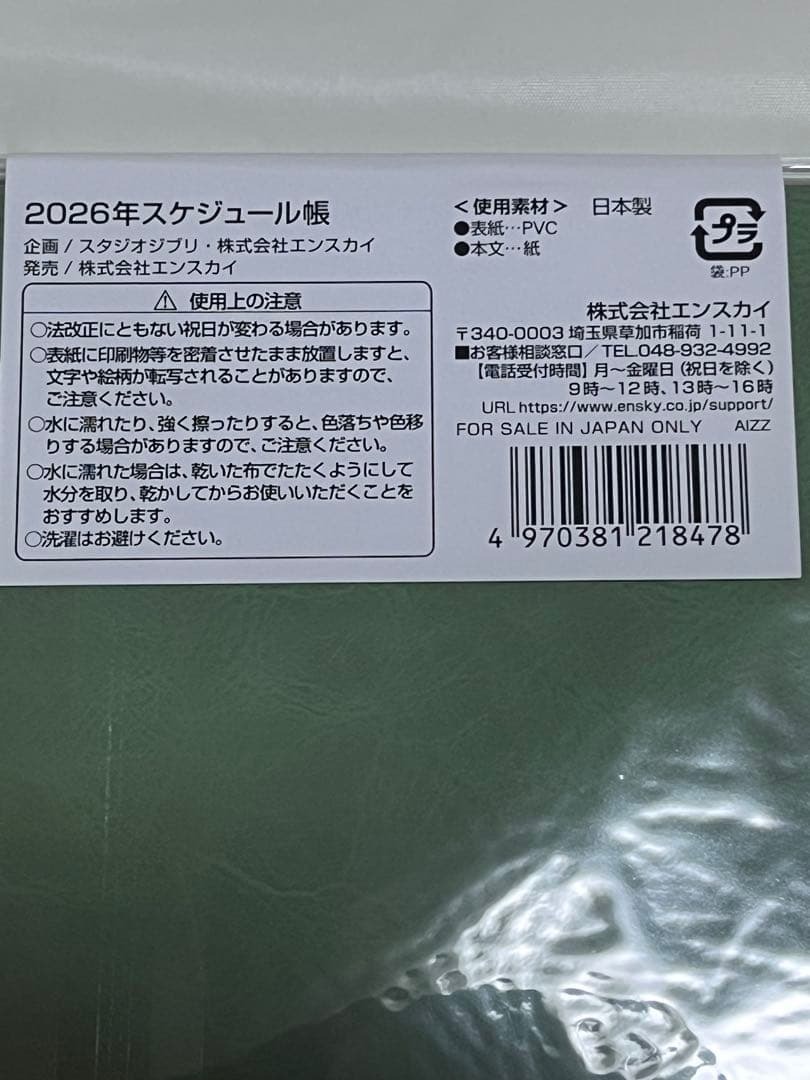 2026年スケジュール帳
企画 / スタジオジブリ・株式会社エンスカイ
発売 / 株式会社エンスカイ
⚠ 使用上の注意
○法改正にともない祝日が変わる場合があります。
○表紙に印刷物等を密着させたまま放置しますと、
文字や絵柄が転写されることがありますので、
ご注意ください。
○水に濡れたり、強く擦ったりすると、色落ちや色移
りする場合がありますので、ご注意ください。
○水に濡れた場合は、乾いた布でたたくようにして
水分を取り、乾かしてからお使いいただくことを
おすすめします。
○洗濯はお避けください。
＜使用素材＞ 日本製
●表紙…PVC
●本文…紙
プラ
袋:PP
株式会社エンスカイ
〒340-0003 埼玉県草加市稲荷 1-11-1
■お客様相談窓口／TEL.048-932-4992
【電話受付時間】月～金曜日（祝日を除く）
9時～12時、13時～16時
URL https://www.ensky.co.jp/support/
FOR SALE IN JAPAN ONLY AIZZ
4 970381 218478